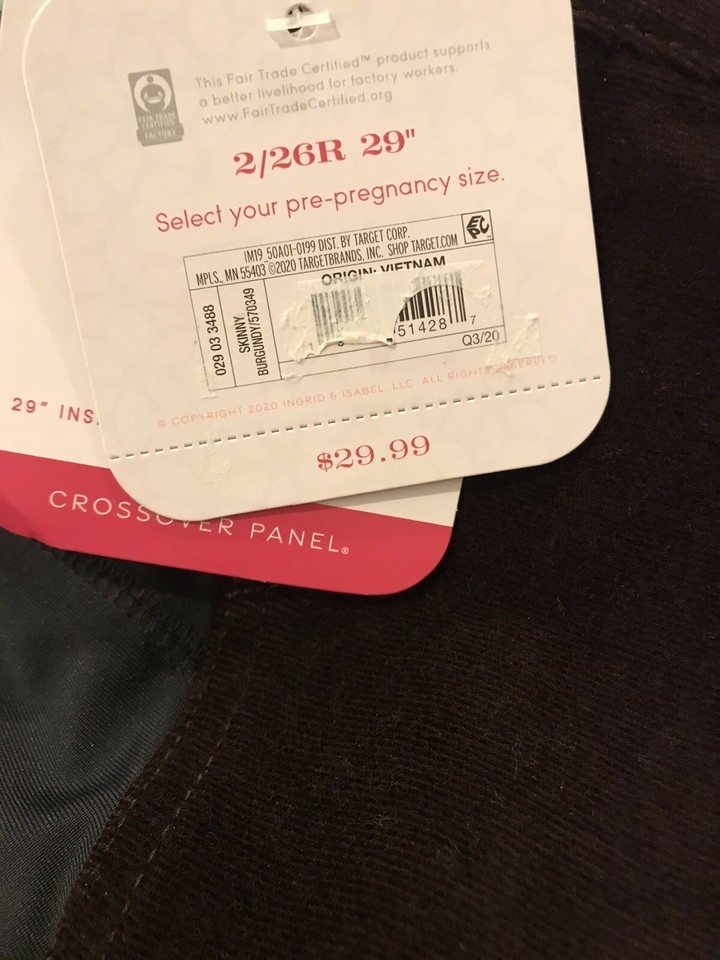 This Fair Trade Certified™ product supports
a better livelihood for factory workers.
www.FairTradeCertified.org
FAIR TRADE
CERTIFIED
FACTORY
2/26R 29"
Select your pre-pregnancy size.
IM19_50A01-0199 DIST. BY TARGET CORP.
MPLS., MN 55403 ©2020 TARGETBRANDS, INC. SHOP TARGET.COM
EPC™
ORIGIN: VIETNAM
029 03 3488
SKINNY
BURGUNDY/570349
51428 7
Q3/20
© COPYRIGHT 2020 INGRID & ISABEL, LLC. ALL RIGHTS RESERVED
$29.99
29" INS
CROSSOVER PANEL®